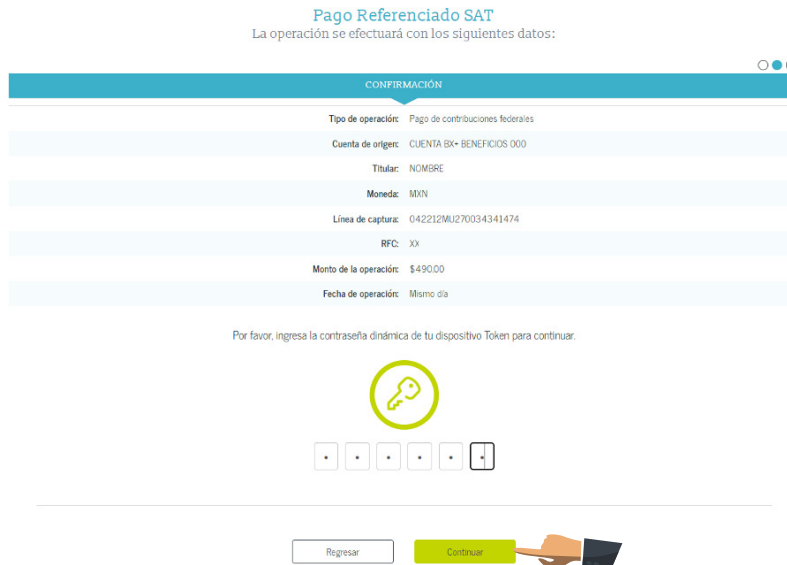 Pago Referenciado SAT
La operación se efectuará con los siguientes datos:
CONFIRMACIÓN
Tipo de operación: Pago de contribuciones federales
Cuenta de origen: CUENTA BX+ BENEFICIOS 000
Titular: NOMBRE
Moneda: MXN
Línea de captura: 042212MU270034341474
RFC: XX
Monto de la operación: $490.00
Fecha de operación: Mismo día
Por favor, ingresa la contraseña dinámica de tu dispositivo Token para continuar.
Regresar Continuar